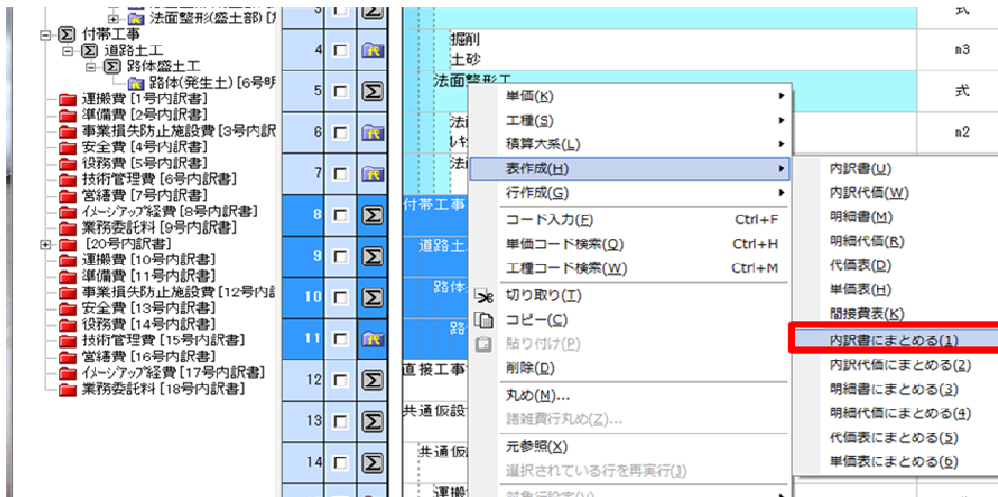 法面整形(盛土部)
付帯工事
道路土工
路体盛土工
路体(発生土) [6号明
運搬費 [1号内訳書]
準備費 [2号内訳書]
事業損失防止施設費 [3号内訳
安全費 [4号内訳書]
役務費 [5号内訳書]
技術管理費 [6号内訳書]
営繕費 [7号内訳書]
イメージアップ経費 [8号内訳書]
業務委託料 [9号内訳書]
[20号内訳書]
運搬費 [10号内訳書]
準備費 [11号内訳書]
事業損失防止施設費 [12号内訳
安全費 [13号内訳書]
役務費 [14号内訳書]
技術管理費 [15号内訳書]
営繕費 [16号内訳書]
イメージアップ経費 [17号内訳書]
業務委託料 [18号内訳書]
3 Σ 式
4 代 掘削
土砂 m3
5 Σ 法面整形工 式
6 代 法 m2
7 代 法
8 Σ 付帯工事
9 Σ 道路土
10 Σ 路体
11 代 路
12 Σ 直接工事
13 Σ 共通仮設
14 Σ 共通仮
運搬
単価(K)
工種(S)
積算大系(L)
表作成(H)
行作成(G)
コード入力(F) Ctrl+F
単価コード検索(Q) Ctrl+H
工種コード検索(W) Ctrl+M
切り取り(T)
コピー(C)
貼り付け(P)
削除(D)
丸め(M)...
諸雑費行丸め(Z)...
元参照(X)
選択されている行を再実行(J)
対象行設定(V)
内訳書(U)
内訳代価(W)
明細書(M)
明細代価(R)
代価表(D)
単価表(H)
間接費表(K)
内訳書にまとめる(1)
内訳代価にまとめる(2)
明細書にまとめる(3)
明細代価にまとめる(4)
代価表にまとめる(5)
単価表にまとめる(6)